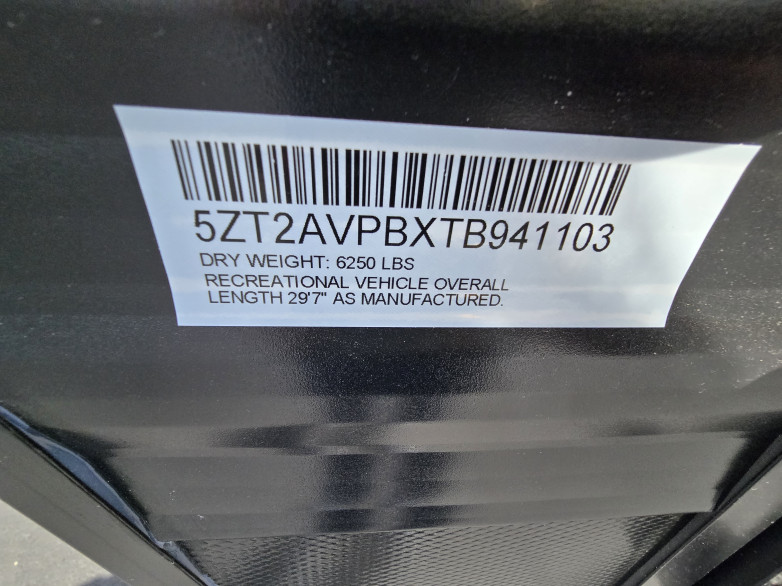 5ZT2AVPBXTB941103
DRY WEIGHT: 6250 LBS
RECREATIONAL VEHICLE OVERALL
LENGTH 29'7" AS MANUFACTURED.